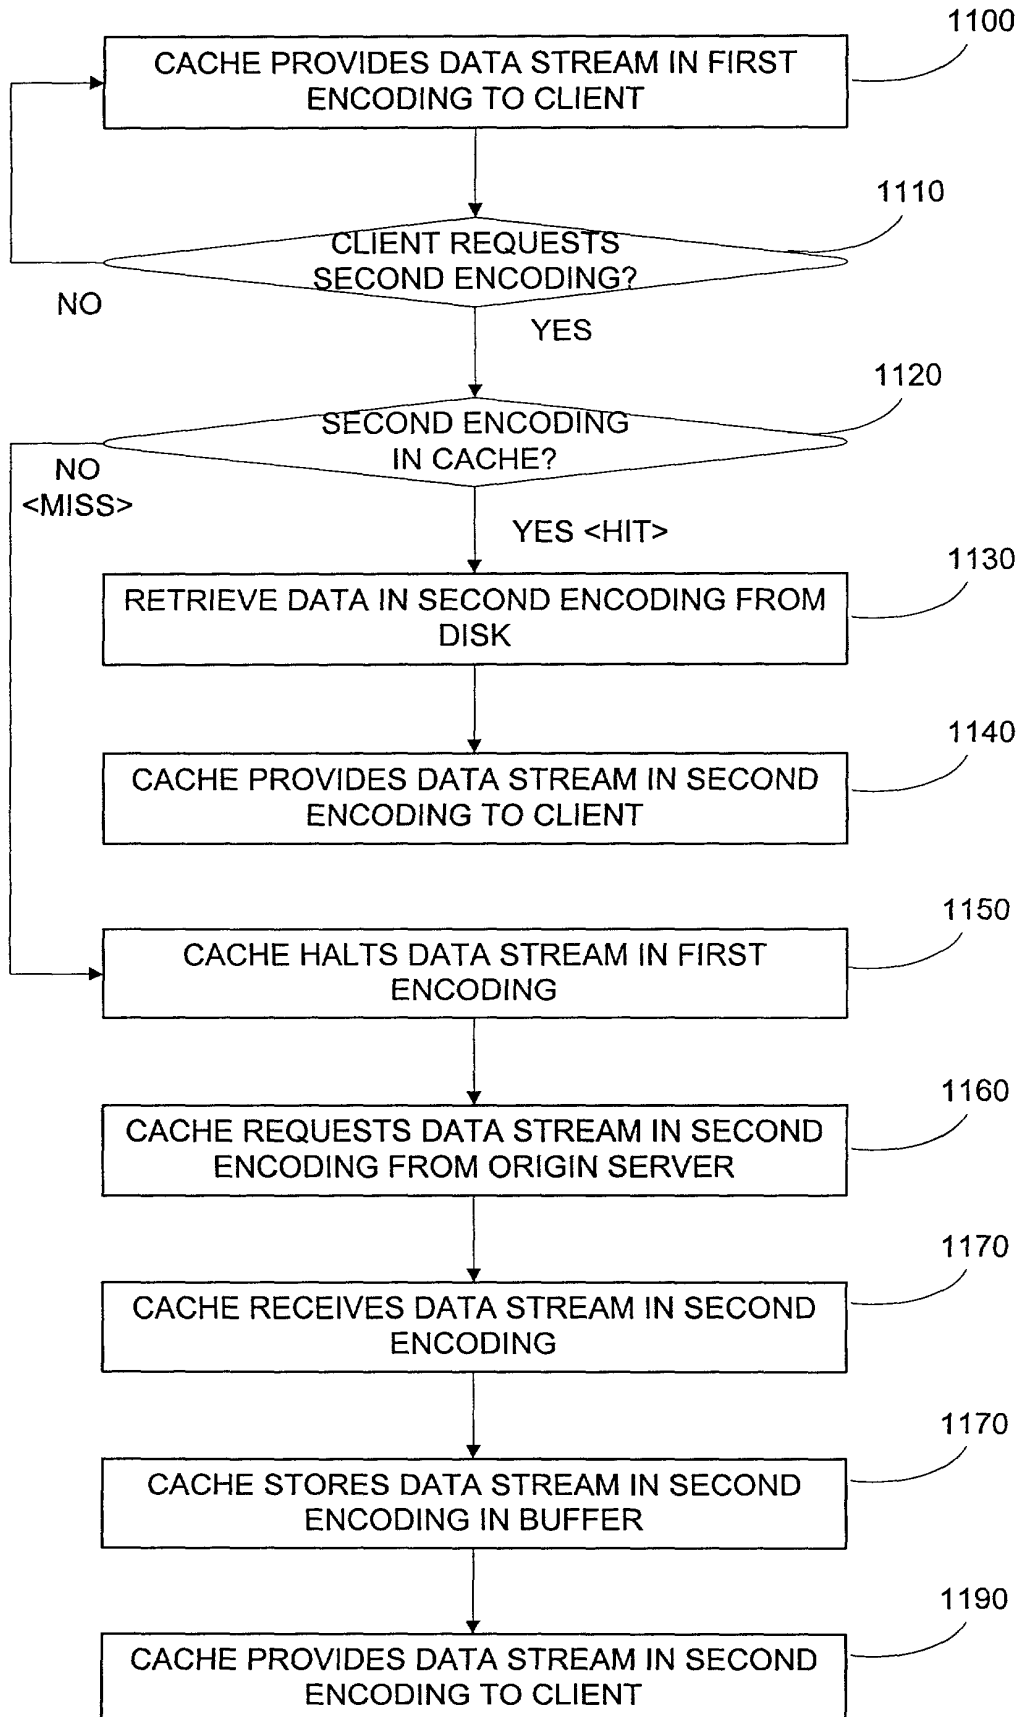 1100
CACHE PROVIDES DATA STREAM IN FIRST
ENCODING TO CLIENT
1110
CLIENT REQUESTS
SECOND ENCODING?
NO
YES
1120
SECOND ENCODING
IN CACHE?
NO
<MISS>
YES <HIT>
1130
RETRIEVE DATA IN SECOND ENCODING FROM
DISK
1140
CACHE PROVIDES DATA STREAM IN SECOND
ENCODING TO CLIENT
1150
CACHE HALTS DATA STREAM IN FIRST
ENCODING
1160
CACHE REQUESTS DATA STREAM IN SECOND
ENCODING FROM ORIGIN SERVER
1170
CACHE RECEIVES DATA STREAM IN SECOND
ENCODING
1170
CACHE STORES DATA STREAM IN SECOND
ENCODING IN BUFFER
1190
CACHE PROVIDES DATA STREAM IN SECOND
ENCODING TO CLIENT